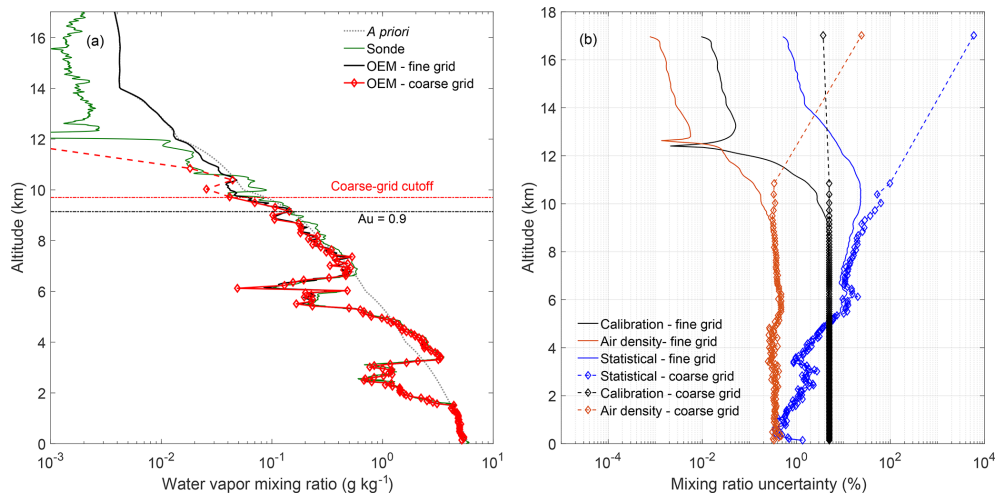 (a)
A priori
Sonde
OEM - fine grid
OEM - coarse grid
Coarse-grid cutoff
Au = 0.9
16
14
12
10
8
6
4
2
0
Altitude (km)
10-3
10-2
10-1
100
101
Water vapor mixing ratio (g kg-1)
(b)
18
16
14
12
10
8
6
4
2
0
Altitude (km)
Calibration - fine grid
Air density- fine grid
Statistical - fine grid
Statistical - coarse grid
Calibration - coarse grid
Air density - coarse grid
10-4
10-2
100
102
104
Mixing ratio uncertainty (%)